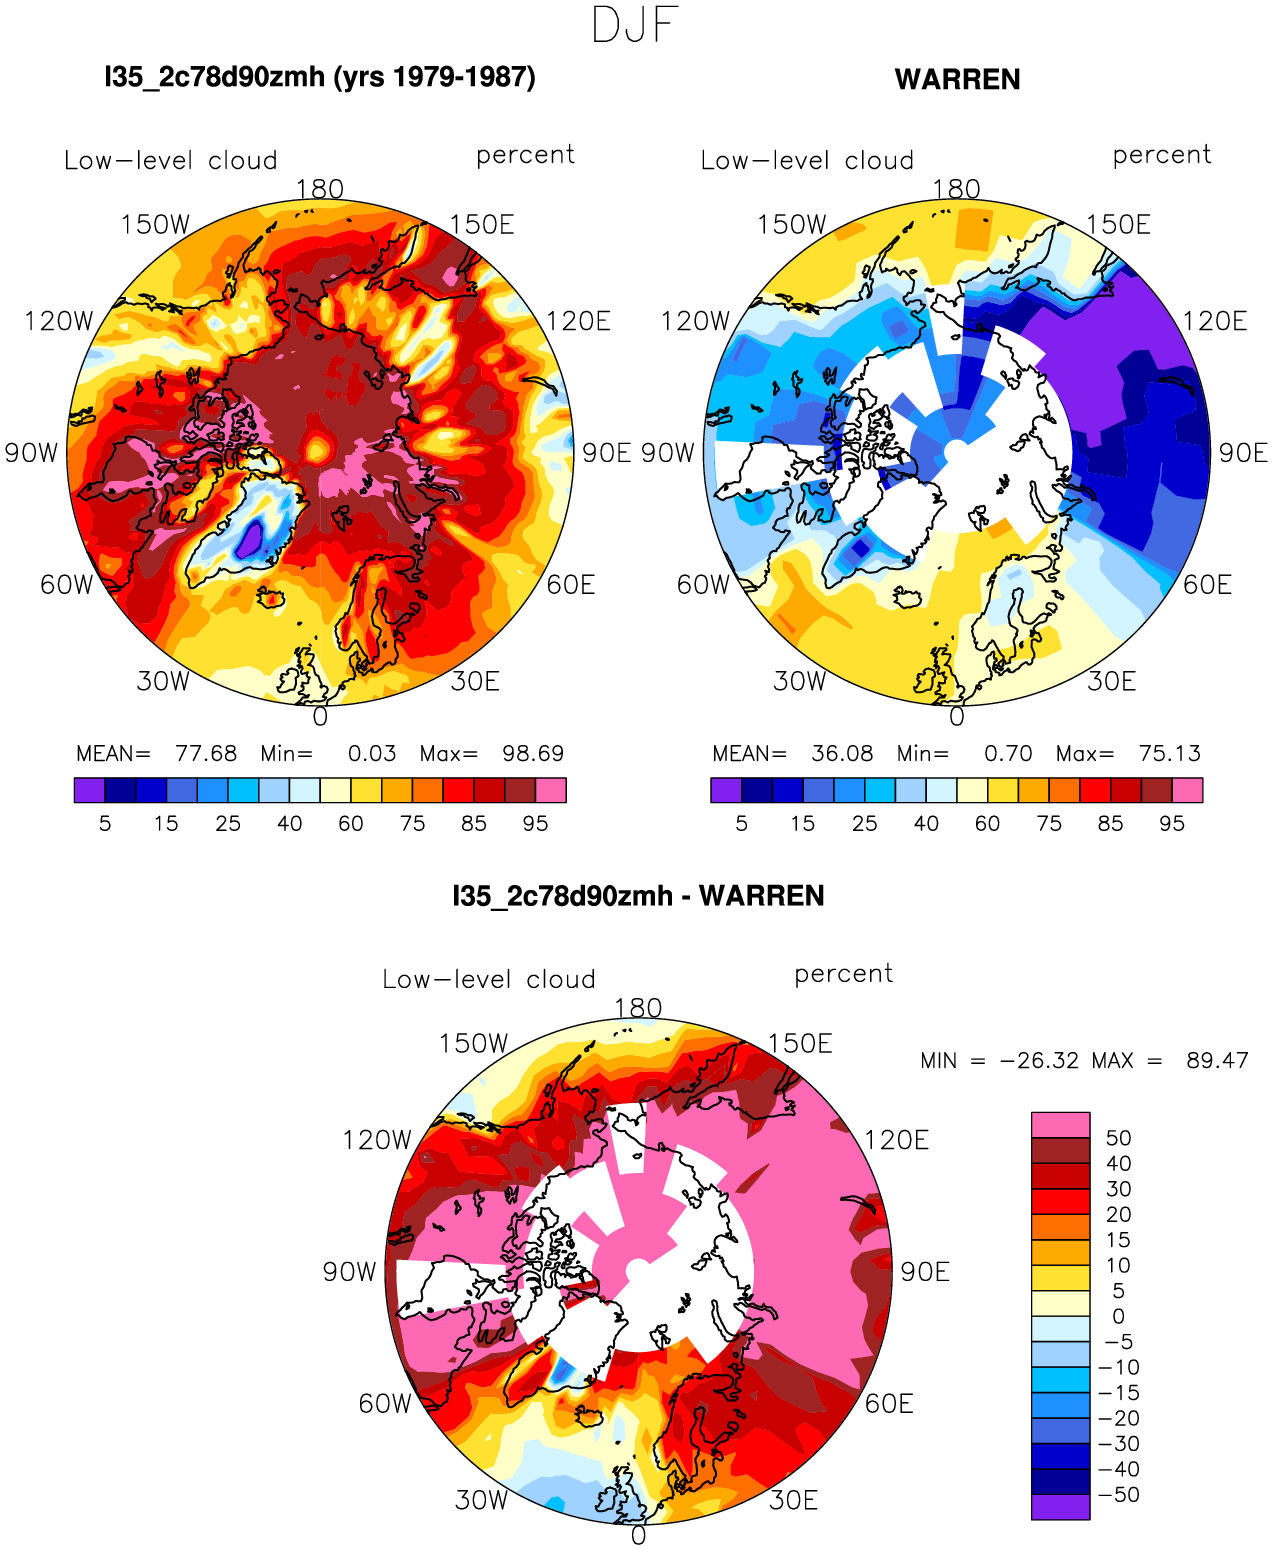 DJF
I35_2c78d90zmh (yrs 1979-1987)
WARREN
Low-level cloud percent
Low-level cloud percent
180
150W 150E
120W 120E
90W 90E
60W 60E
30W 30E
0
180
150W 150E
120W 120E
90W 90E
60W 60E
30W 30E
0
MEAN= 77.68 Min= 0.03 Max= 98.69
5 15 25 40 60 75 85 95
MEAN= 36.08 Min= 0.70 Max= 75.13
5 15 25 40 60 75 85 95
I35_2c78d90zmh - WARREN
Low-level cloud percent
180
150W 150E
120W 120E
90W 90E
60W 60E
30W 30E
0
MIN = -26.32 MAX = 89.47
50
40
30
20
15
10
5
0
-5
-10
-15
-20
-30
-40
-50